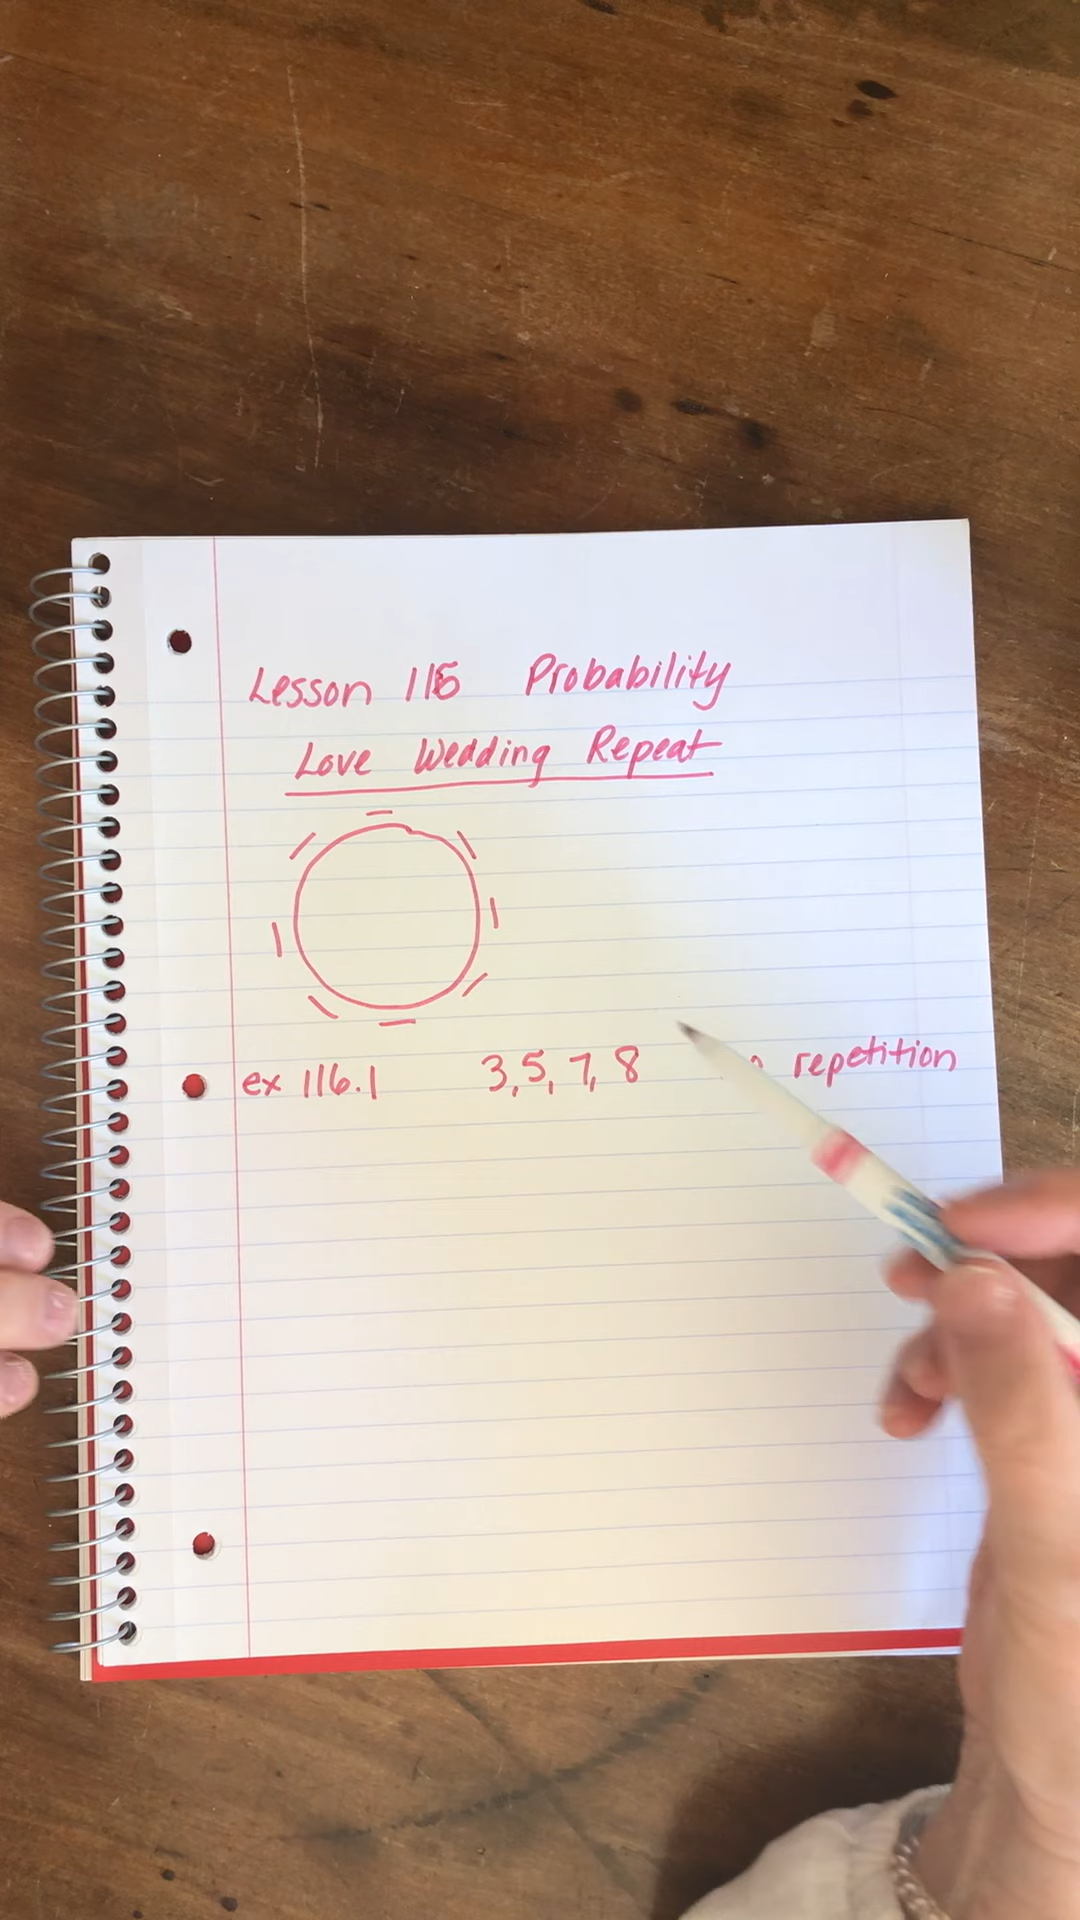 Lesson 116 Probability
Love Wedding Repeat
ex 116.1 3, 5, 7, 8 repetition